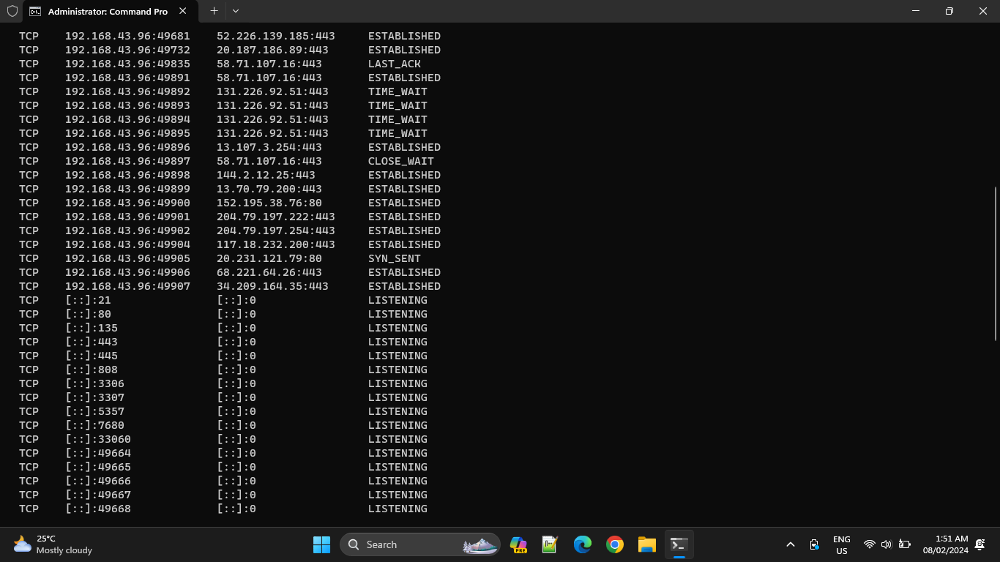 Administrator: Command Pro
TCP 192.168.43.96:49681 52.226.139.185:443 ESTABLISHED
TCP 192.168.43.96:49732 20.187.186.89:443 ESTABLISHED
TCP 192.168.43.96:49835 58.71.107.16:443 LAST_ACK
TCP 192.168.43.96:49891 58.71.107.16:443 ESTABLISHED
TCP 192.168.43.96:49892 131.226.92.51:443 TIME_WAIT
TCP 192.168.43.96:49893 131.226.92.51:443 TIME_WAIT
TCP 192.168.43.96:49894 131.226.92.51:443 TIME_WAIT
TCP 192.168.43.96:49895 131.226.92.51:443 TIME_WAIT
TCP 192.168.43.96:49896 13.107.3.254:443 ESTABLISHED
TCP 192.168.43.96:49897 58.71.107.16:443 CLOSE_WAIT
TCP 192.168.43.96:49898 144.2.12.25:443 ESTABLISHED
TCP 192.168.43.96:49899 13.70.79.200:443 ESTABLISHED
TCP 192.168.43.96:49900 152.195.38.76:80 ESTABLISHED
TCP 192.168.43.96:49901 204.79.197.222:443 ESTABLISHED
TCP 192.168.43.96:49902 204.79.197.254:443 ESTABLISHED
TCP 192.168.43.96:49904 117.18.232.200:443 ESTABLISHED
TCP 192.168.43.96:49905 20.231.121.79:80 SYN_SENT
TCP 192.168.43.96:49906 68.221.64.26:443 ESTABLISHED
TCP 192.168.43.96:49907 34.209.164.35:443 ESTABLISHED
TCP [::]:21 [::]:0 LISTENING
TCP [::]:80 [::]:0 LISTENING
TCP [::]:135 [::]:0 LISTENING
TCP [::]:443 [::]:0 LISTENING
TCP [::]:445 [::]:0 LISTENING
TCP [::]:808 [::]:0 LISTENING
TCP [::]:3306 [::]:0 LISTENING
TCP [::]:3307 [::]:0 LISTENING
TCP [::]:5357 [::]:0 LISTENING
TCP [::]:7680 [::]:0 LISTENING
TCP [::]:33060 [::]:0 LISTENING
TCP [::]:49664 [::]:0 LISTENING
TCP [::]:49665 [::]:0 LISTENING
TCP [::]:49666 [::]:0 LISTENING
TCP [::]:49667 [::]:0 LISTENING
TCP [::]:49668 [::]:0 LISTENING
25°C
Mostly cloudy
Search
PRE
ENG
US
1:51 AM
08/02/2024